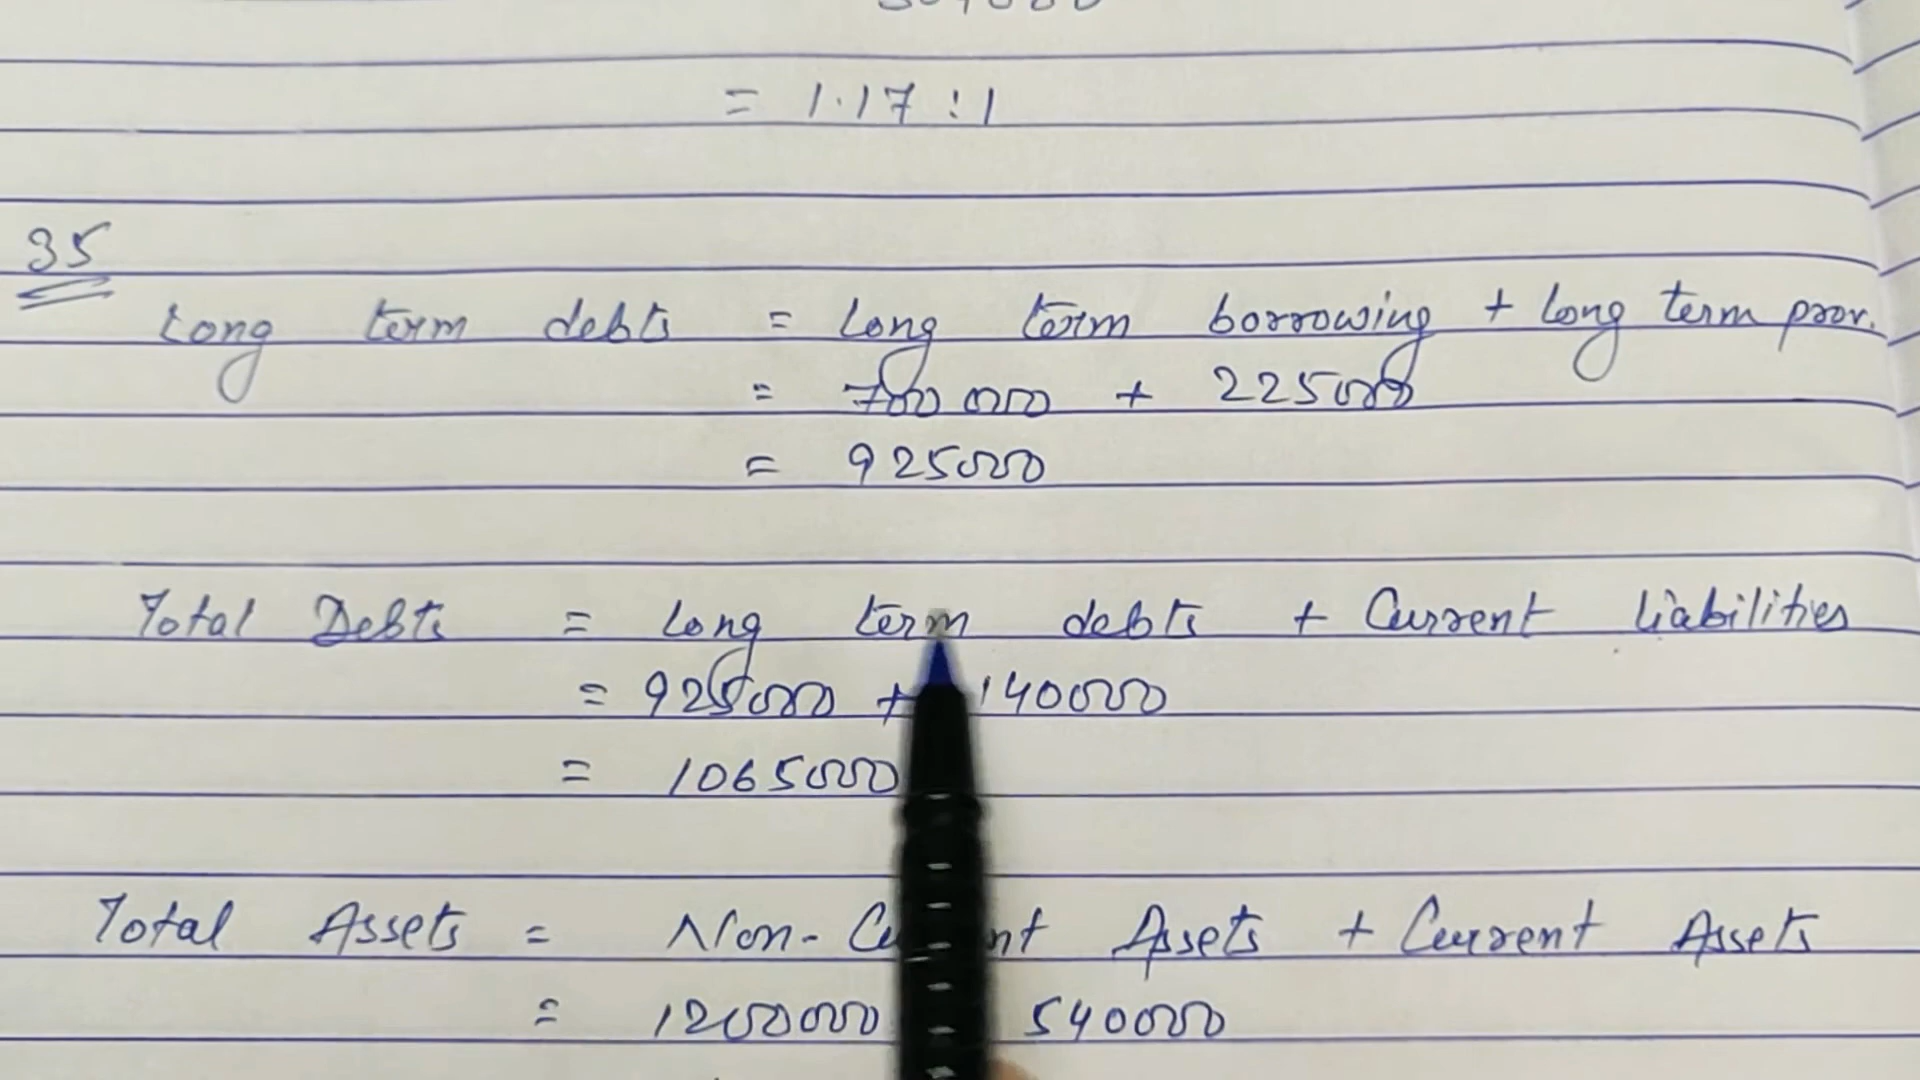 = 1.17 : 1
35
Long term debts = Long term borrowing + Long term prov.
= 700000 + 225000
= 925000
Total Debts = Long term debts + Current liabilities
= 925000 + 140000
= 1065000
Total Assets = Non-Current Assets + Current Assets
= 1200000 540000